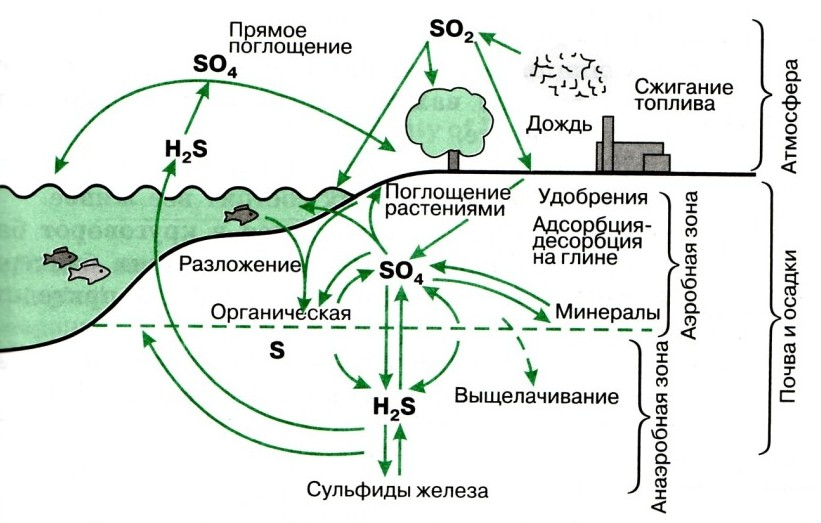 Прямое
поглощение
SO₂
SO₄
Сжигание
топлива
Дождь
H₂S
Атмосфера
Поглощение
растениями
Удобрения
Адсорбция-
десорбция
на глине
Разложение
SO₄
Органическая
Минералы
S
Аэробная зона
Почва и осадки
H₂S
Выщелачивание
Анаэробная зона
Сульфиды железа